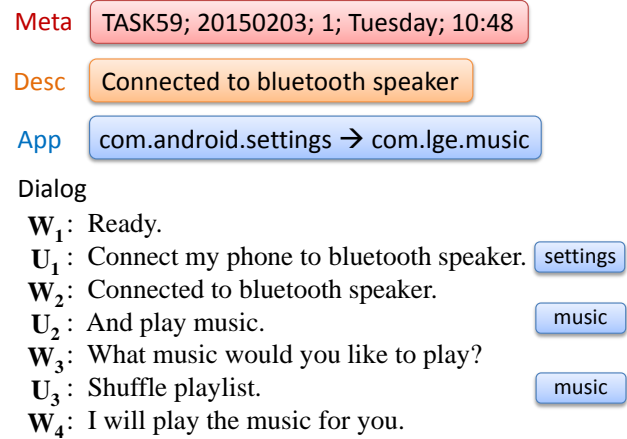 Meta TASK59; 20150203; 1; Tuesday; 10:48
Desc Connected to bluetooth speaker
App com.android.settings → com.lge.music
Dialog
W1: Ready.
U1: Connect my phone to bluetooth speaker. settings
W2: Connected to bluetooth speaker.
U2: And play music. music
W3: What music would you like to play?
U3: Shuffle playlist. music
W4: I will play the music for you.